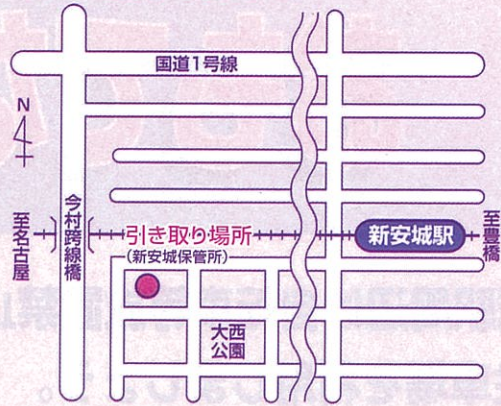 国道1号線
N
至名古屋
今村跨線橋
引き取り場所
(新安城保管所)
新安城駅
至豊橋
大西
公園